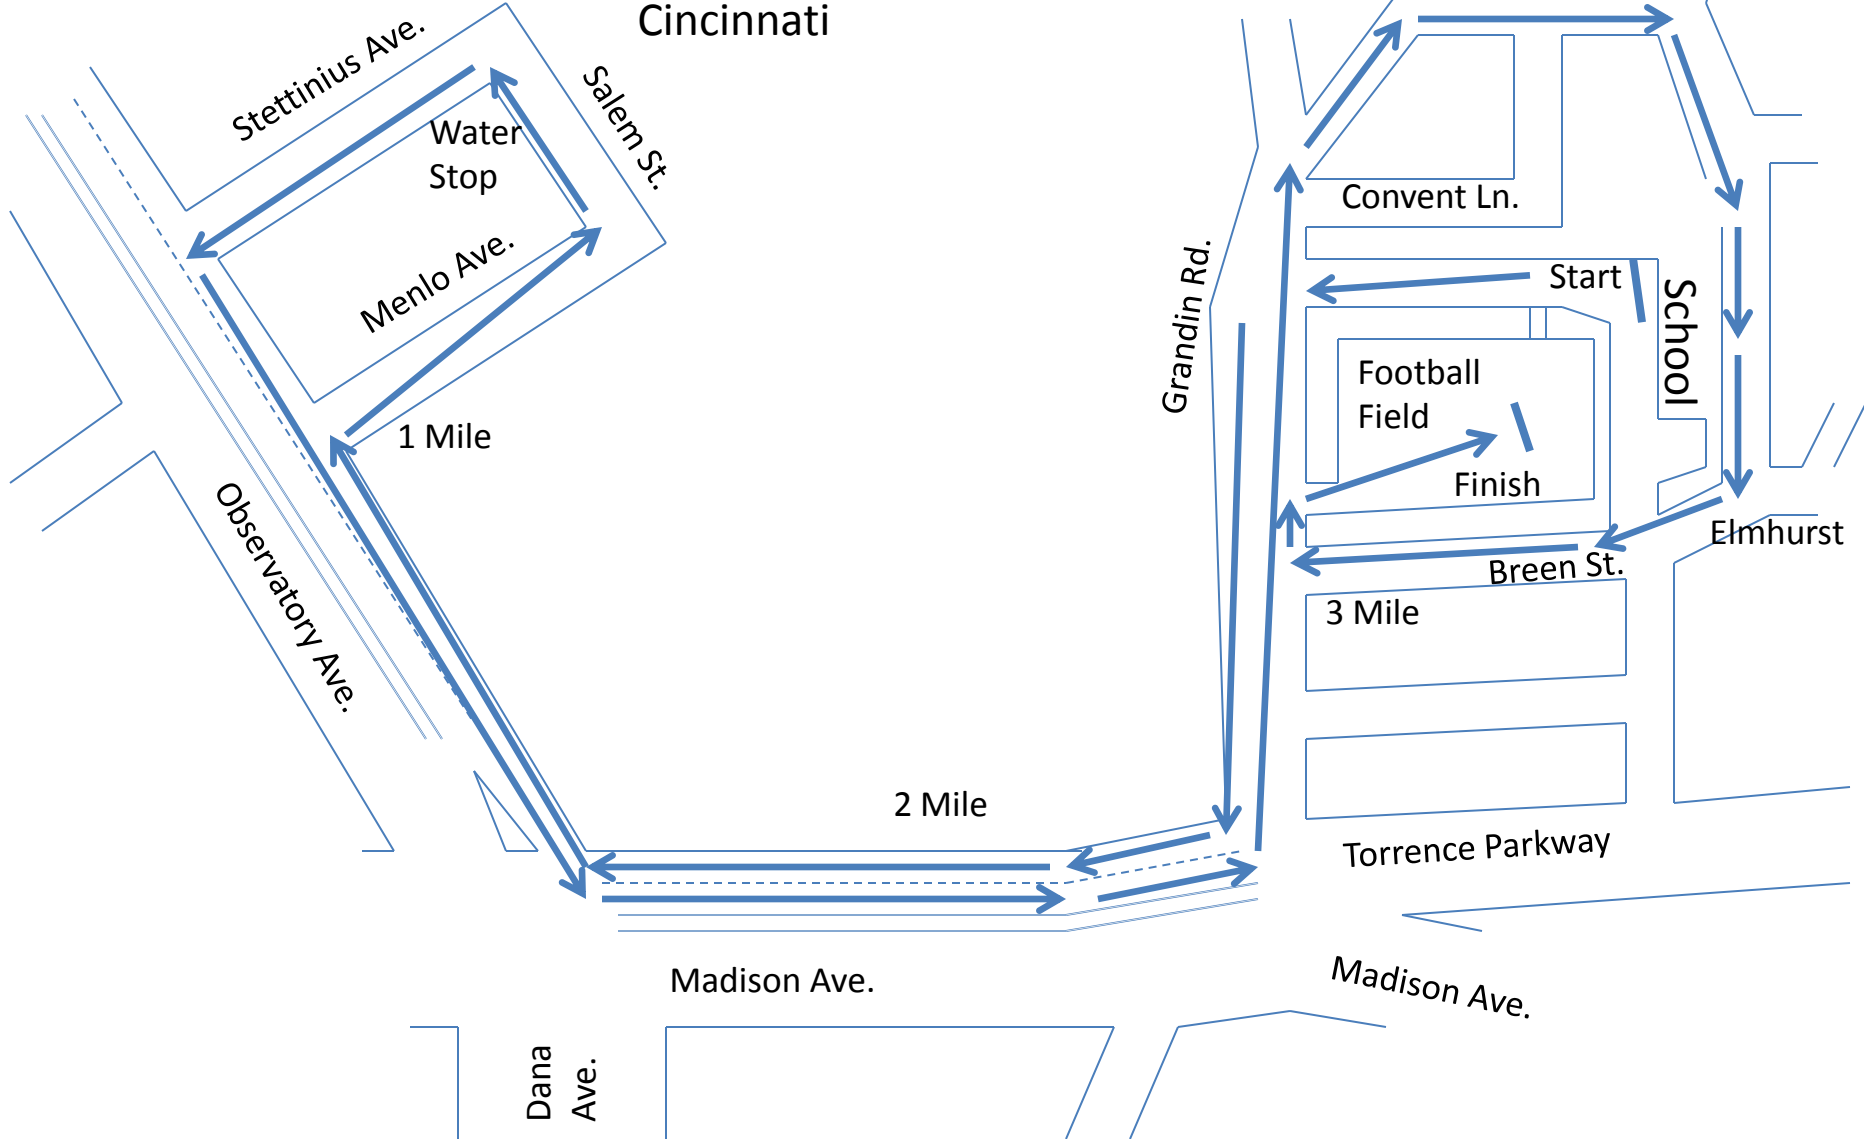 Cincinnati
Stettinius Ave.
Salem St.
Water
Stop
Menlo Ave.
1 Mile
Observatory Ave.
Convent Ln.
Grandin Rd.
Start
School
Football
Field
Finish
Elmhurst
Breen St.
3 Mile
2 Mile
Torrence Parkway
Madison Ave.
Madison Ave.
Dana
Ave.